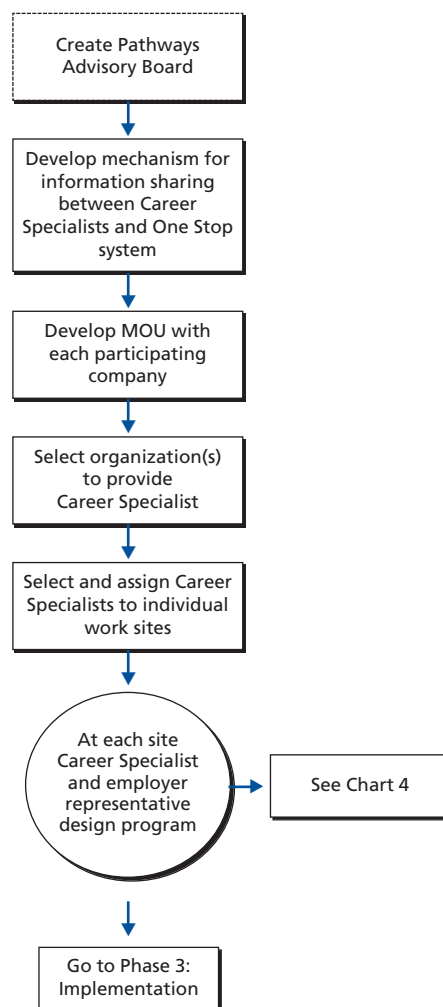 Create Pathways
Advisory Board
Develop mechanism for
information sharing
between Career
Specialists and One Stop
system
Develop MOU with
each participating
company
Select organization(s)
to provide
Career Specialist
Select and assign Career
Specialists to individual
work sites
At each site
Career Specialist
and employer
representative
design program
See Chart 4
Go to Phase 3:
Implementation